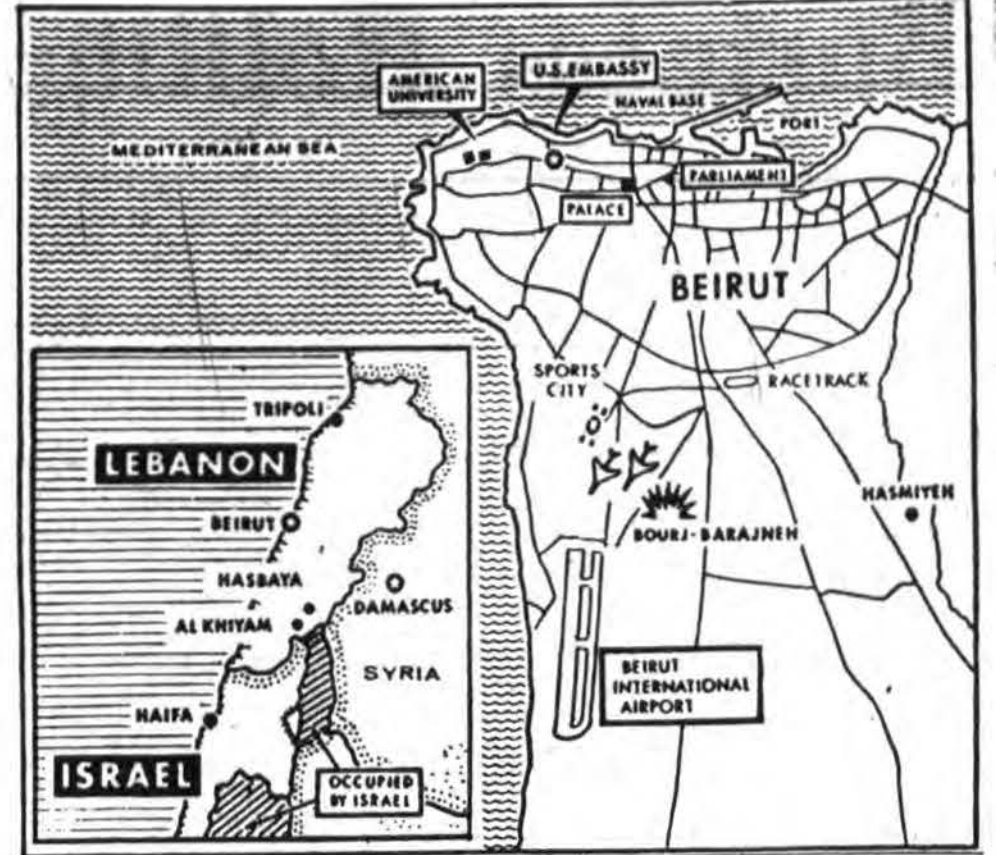 AMERICAN
UNIVERSITY
U.S. EMBASSY
NAVAL BASE
PORT
MEDITERRANEAN SEA
PARLIAMENT
PALACE
BEIRUT
SPORTS
CITY
RACETRACK
HASMIYEH
BOURJ-BARAJNEH
BEIRUT
INTERNATIONAL
AIRPORT
TRIPOLI
LEBANON
BEIRUT
HASBAYA
DAMASCUS
AL KHIYAM
SYRIA
HAIFA
ISRAEL
OCCUPIED
BY ISRAEL